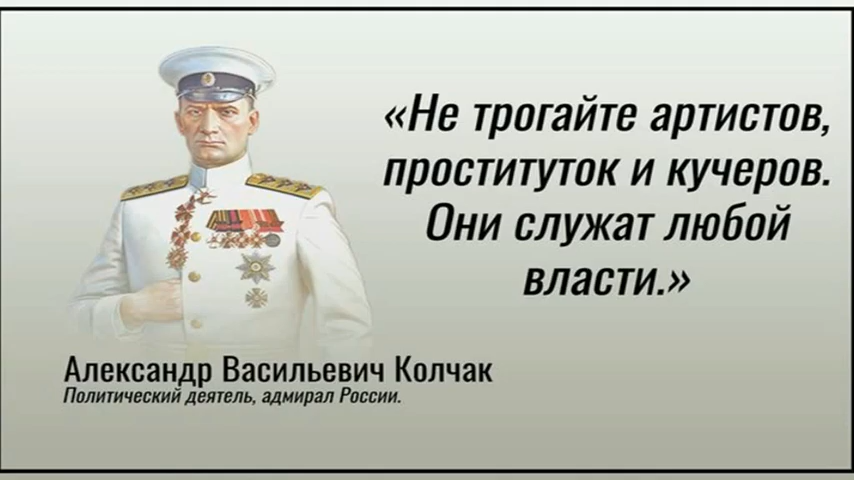 «Не трогайте артистов,
проституток и кучеров.
Они служат любой
власти.»
Александр Васильевич Колчак
Политический деятель, адмирал России.